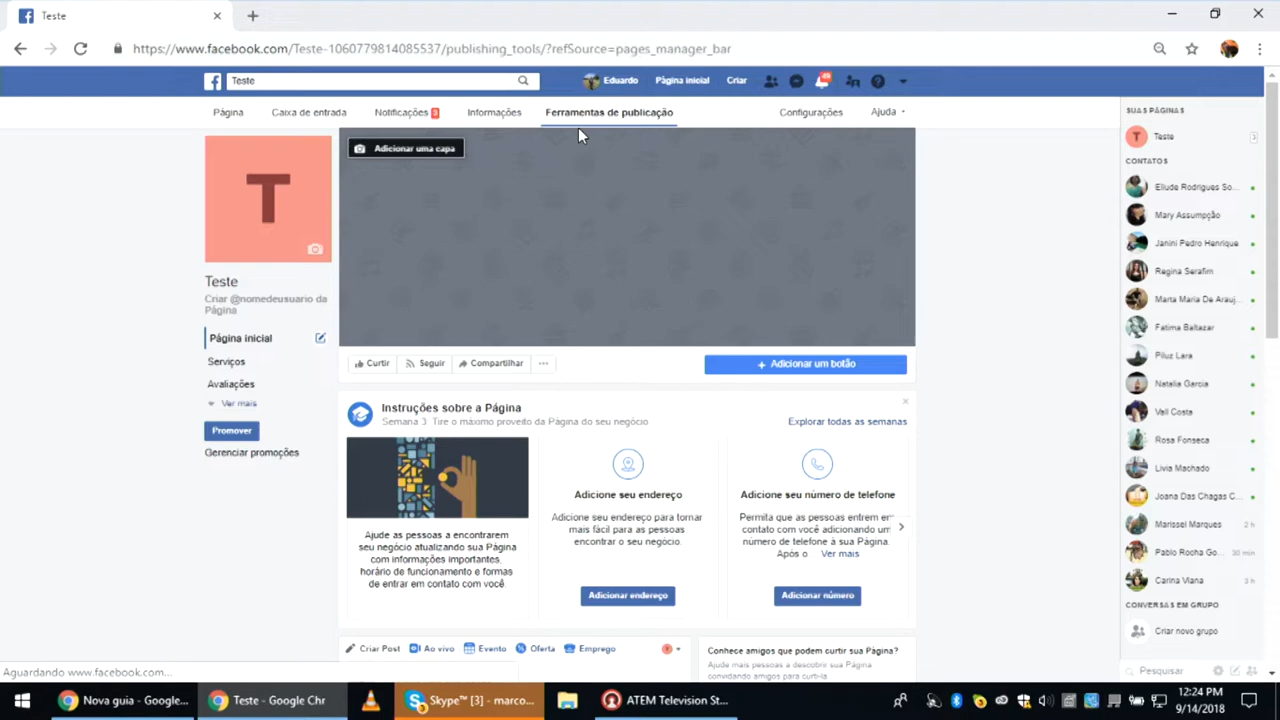 Teste
https://www.facebook.com/Teste-1060779814085537/publishing_tools/?refSource=pages_manager_bar
Teste
Eduardo
Página inicial
Criar
Página
Caixa de entrada
Notificações
Informações
Ferramentas de publicação
Configurações
Ajuda
Adicionar uma capa
T
Teste
Criar @nomedeusuario da
Página
Página inicial
Serviços
Avaliações
Ver mais
Promover
Gerenciar promoções
Curtir
Seguir
Compartilhar
...
+ Adicionar um botão
Instruções sobre a Página
Semana 3 Tire o máximo proveito da Página do seu negócio
Explorar todas as semanas
Ajude as pessoas a encontrarem
seu negócio atualizando sua Página
com informações importantes,
horário de funcionamento e formas
de entrar em contato com você.
Adicione seu endereço
Adicione seu endereço para tornar
mais fácil para as pessoas
encontrar o seu negócio.
Adicionar endereço
Adicione seu número de telefone
Permita que as pessoas entrem em
contato com você adicionando um
número de telefone à sua Página.
Após o Ver mais
Adicionar número
Criar Post
Ao vivo
Evento
Oferta
Emprego
Conhece amigos que podem curtir sua Página?
Ajude mais pessoas a descobrir sua Página
convidando amigos para curti-la
SUAS PÁGINAS
T Teste 3
CONTATOS
Eliude Rodrigues So...
Mary Assumpção
Janini Pedro Henrique
Regina Serafim
Marta Maria De Arauj...
Fatima Baltazar
Piluz Lara
Natalia Garcia
Vall Costa
Rosa Fonseca
Livia Machado
Joana Das Chagas C...
Marissel Marques 2 h
Pablo Rocha Go... 30 min
Carina Viana 3 h
CONVERSAS EM GRUPO
Criar novo grupo
Pesquisar
Aguardando www.facebook.com...
Nova guia - Google...
Teste - Google Chr...
Skype™ [3] - marco...
ATEM Television St...
12:24 PM
9/14/2018